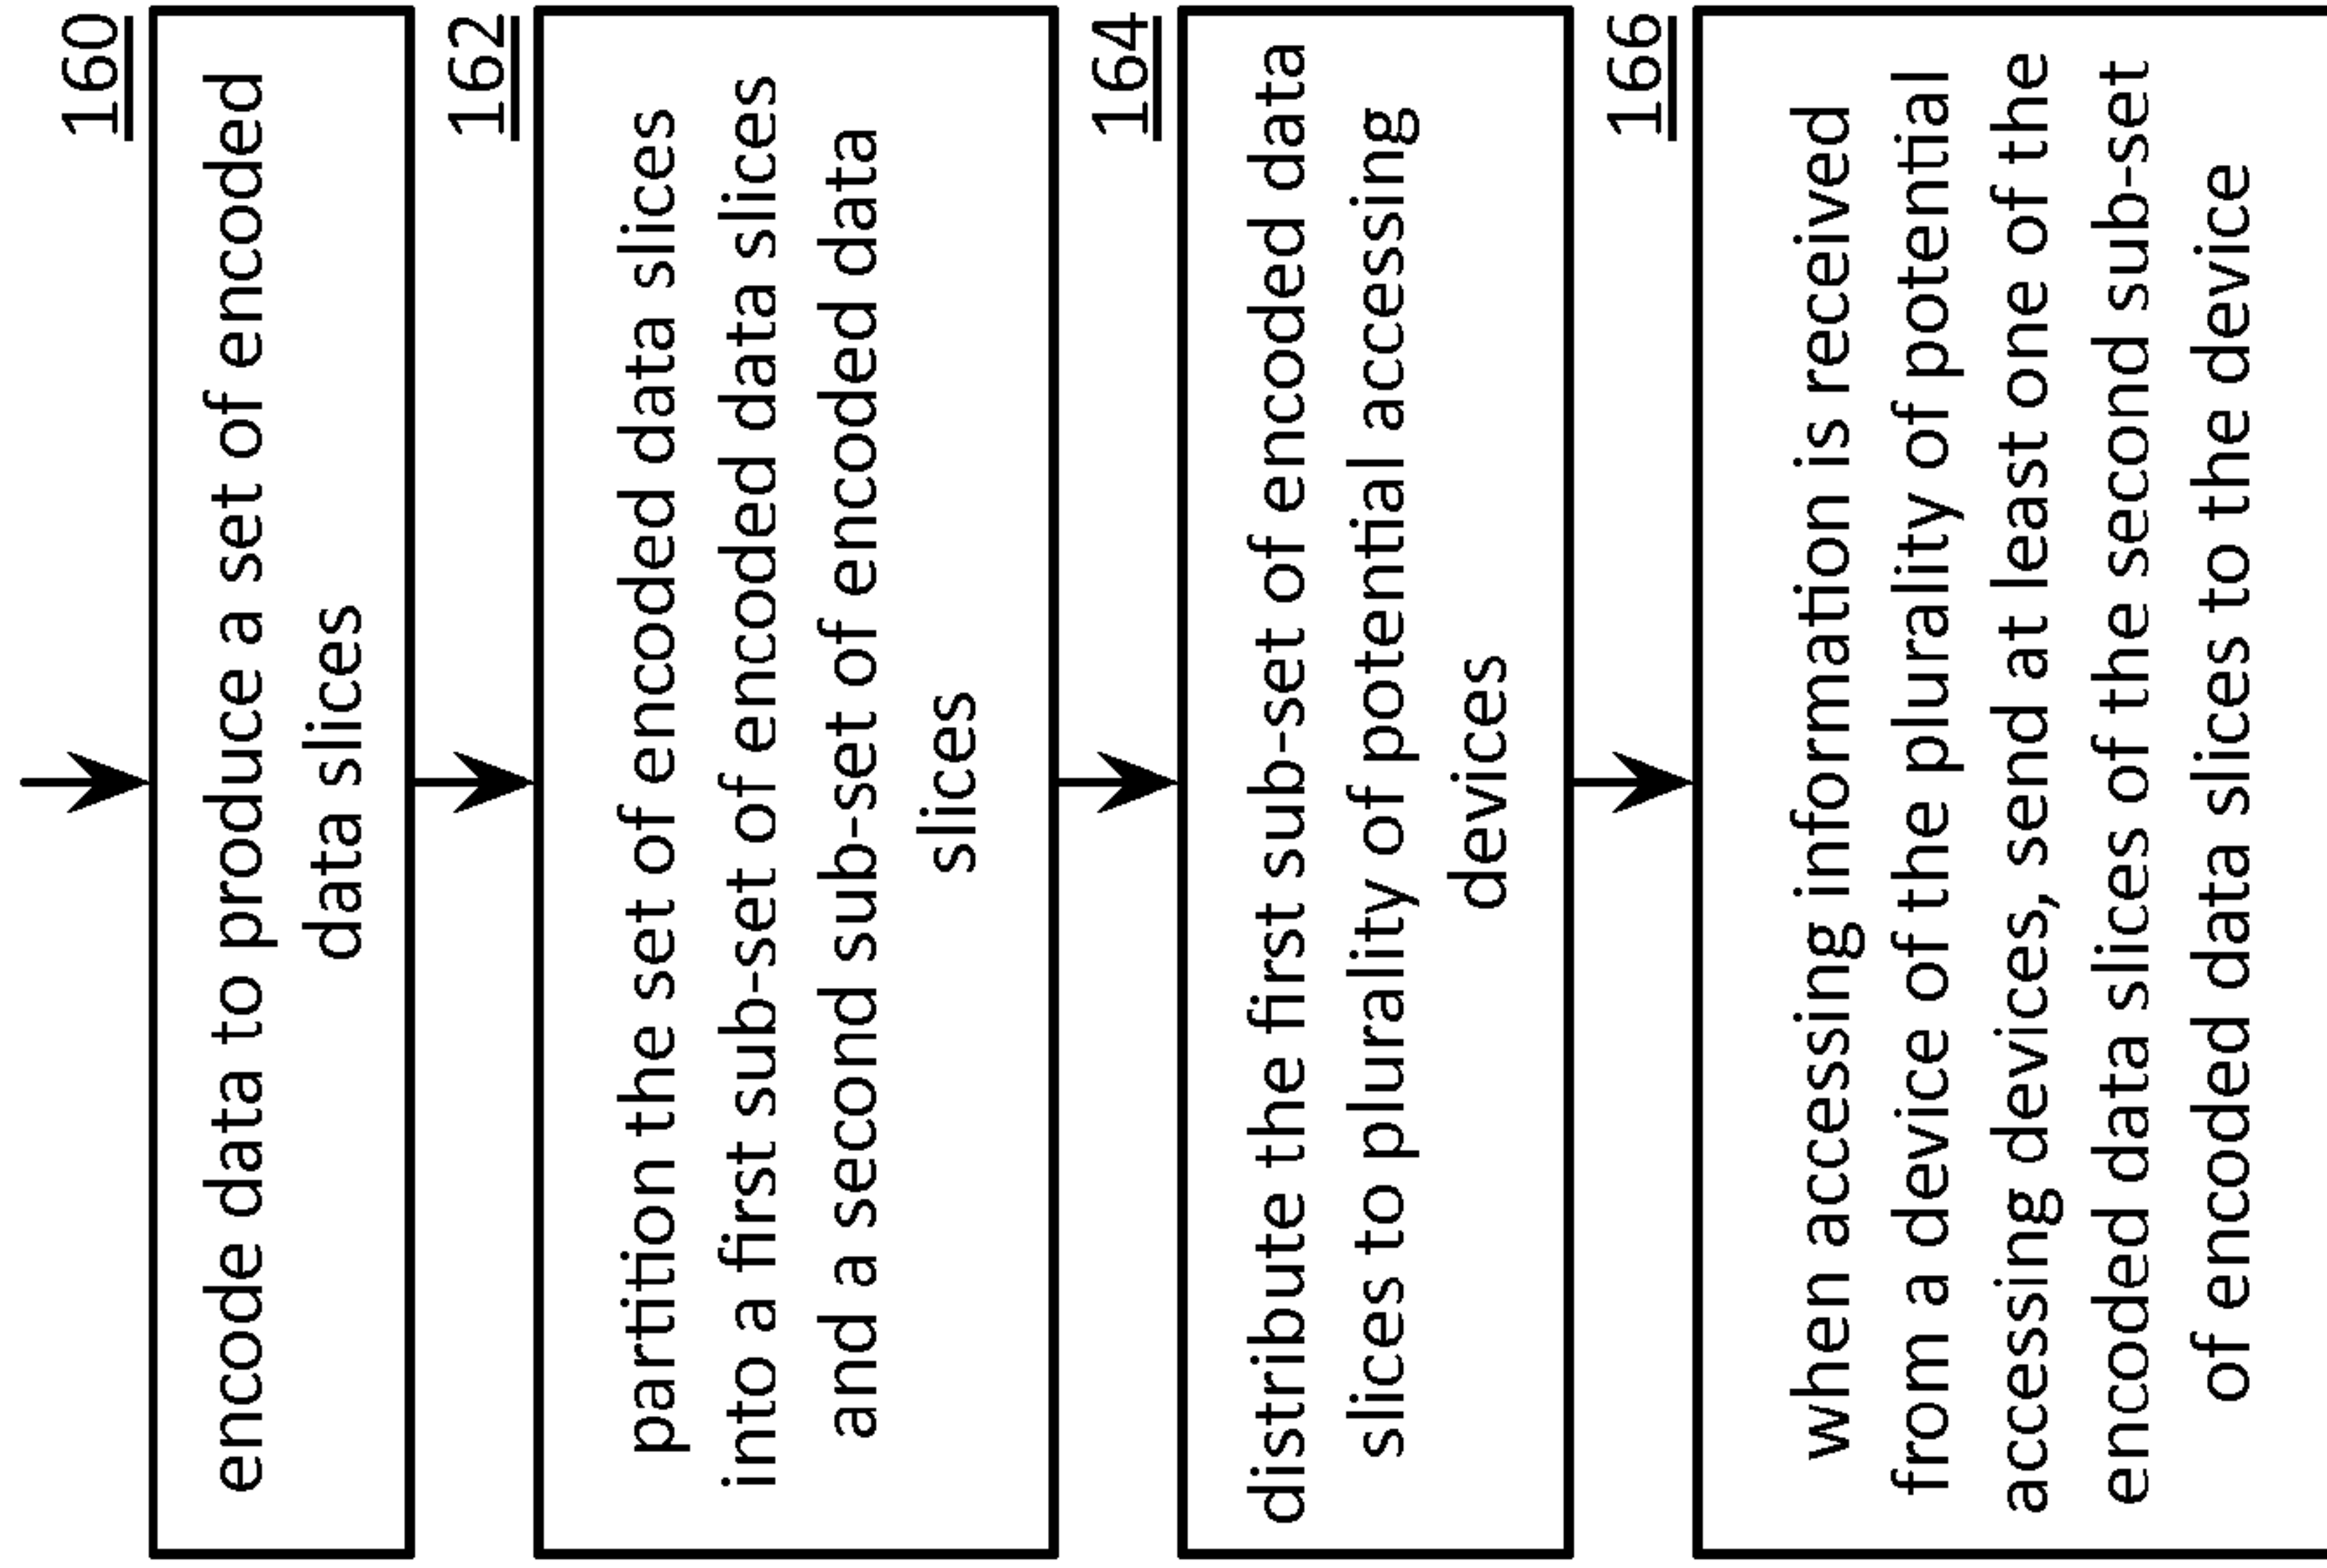 160
encode data to produce a set of encoded
data slices
162
partition the set of encoded data slices
into a first sub-set of encoded data slices
and a second sub-set of encoded data
slices
164
distribute the first sub-set of encoded data
slices to plurality of potential accessing
devices
166
when accessing information is received
from a device of the plurality of potential
accessing devices, send at least one of the
encoded data slices of the second sub-set
of encoded data slices to the device